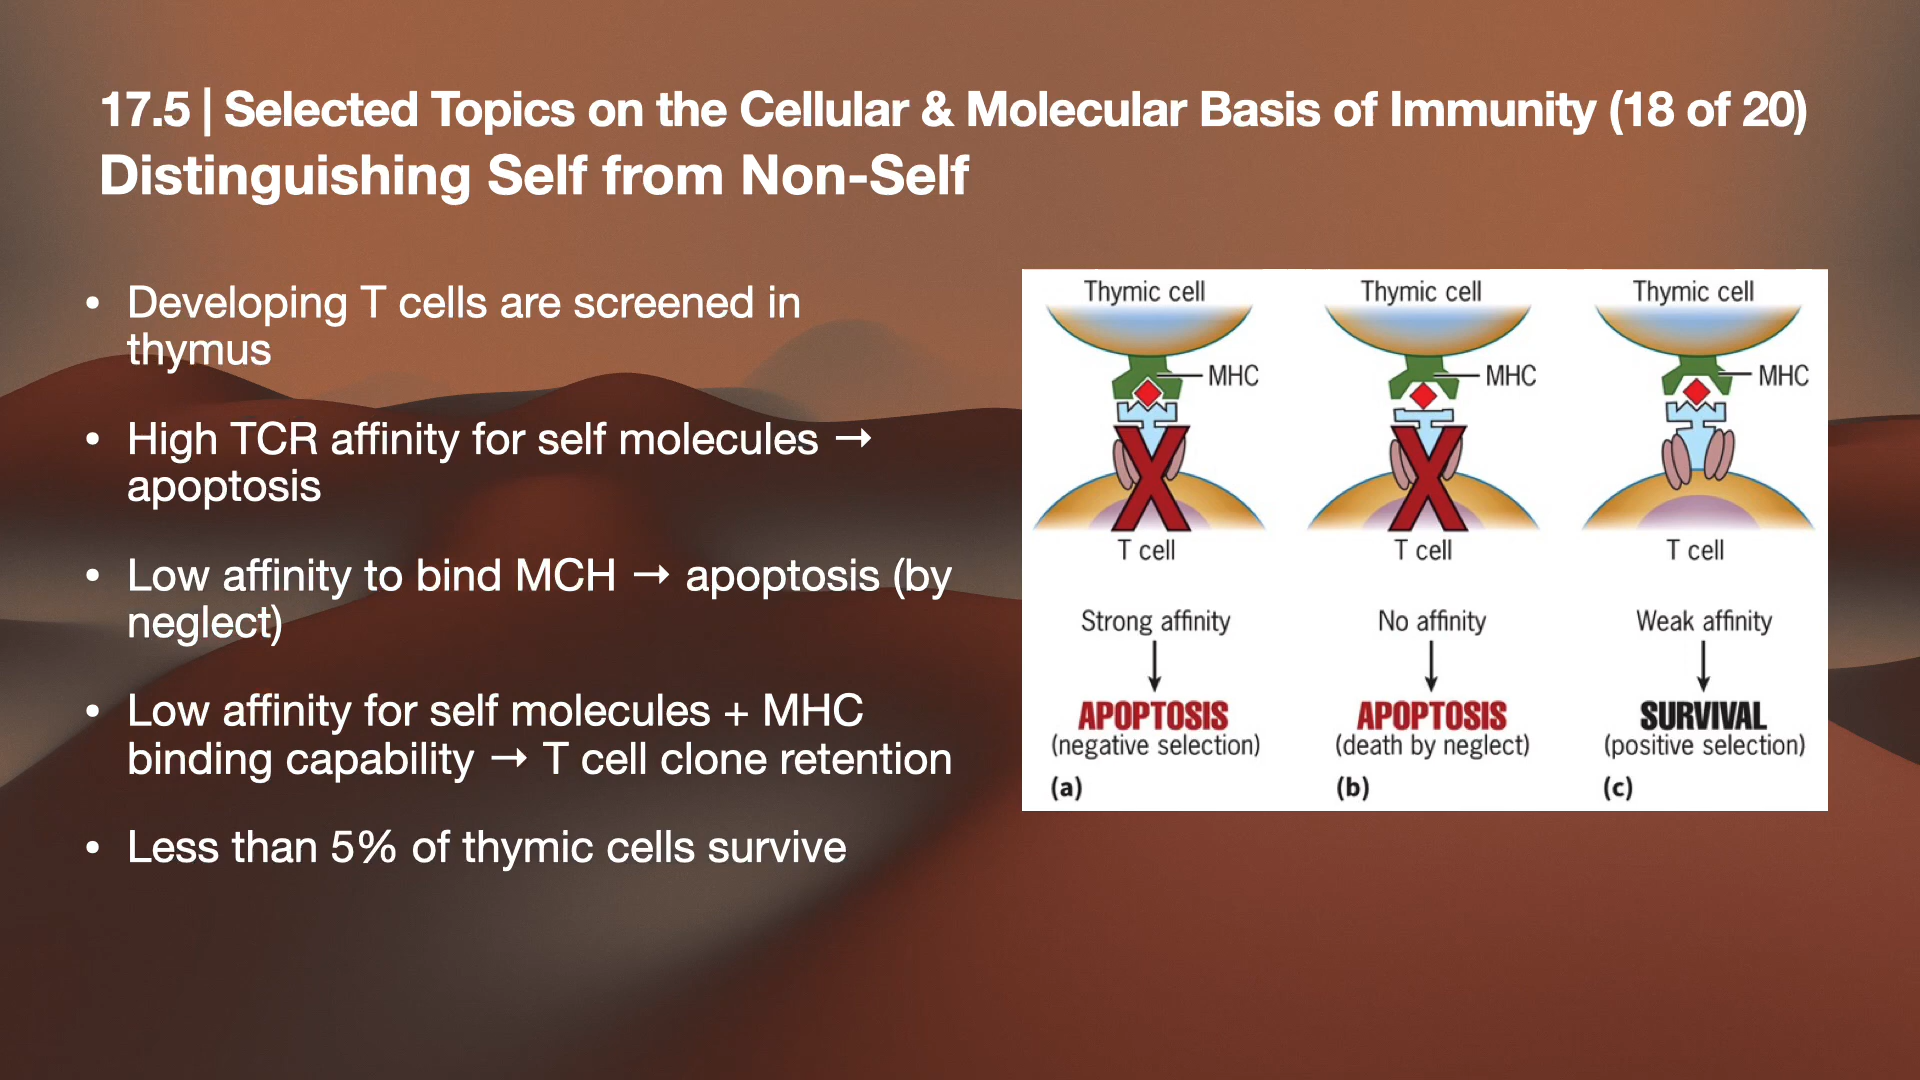 17.5 | Selected Topics on the Cellular & Molecular Basis of Immunity (18 of 20)
Distinguishing Self from Non-Self
• Developing T cells are screened in
thymus
• High TCR affinity for self molecules →
apoptosis
• Low affinity to bind MCH → apoptosis (by
neglect)
• Low affinity for self molecules + MHC
binding capability → T cell clone retention
• Less than 5% of thymic cells survive
Thymic cell
MHC
T cell
Strong affinity
APOPTOSIS
(negative selection)
(a)
Thymic cell
MHC
T cell
No affinity
APOPTOSIS
(death by neglect)
(b)
Thymic cell
MHC
T cell
Weak affinity
SURVIVAL
(positive selection)
(c)